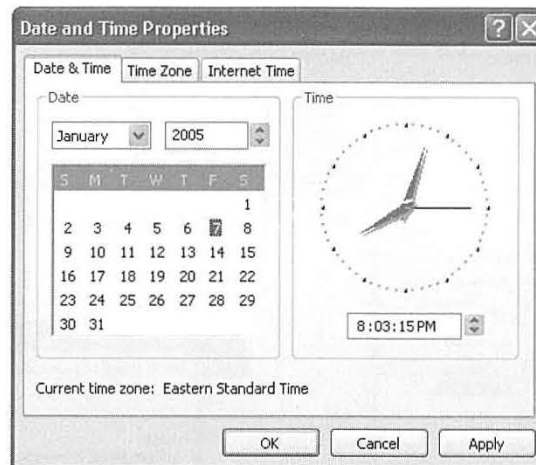 Date and Time Properties
Date & Time Time Zone Internet Time
Date
Time
January 2005
S M T W T F S
1
2 3 4 5 6 7 8
9 10 11 12 13 14 15
16 17 18 19 20 21 22
23 24 25 26 27 28 29
30 31
8:03:15 PM
Current time zone: Eastern Standard Time
OK Cancel Apply